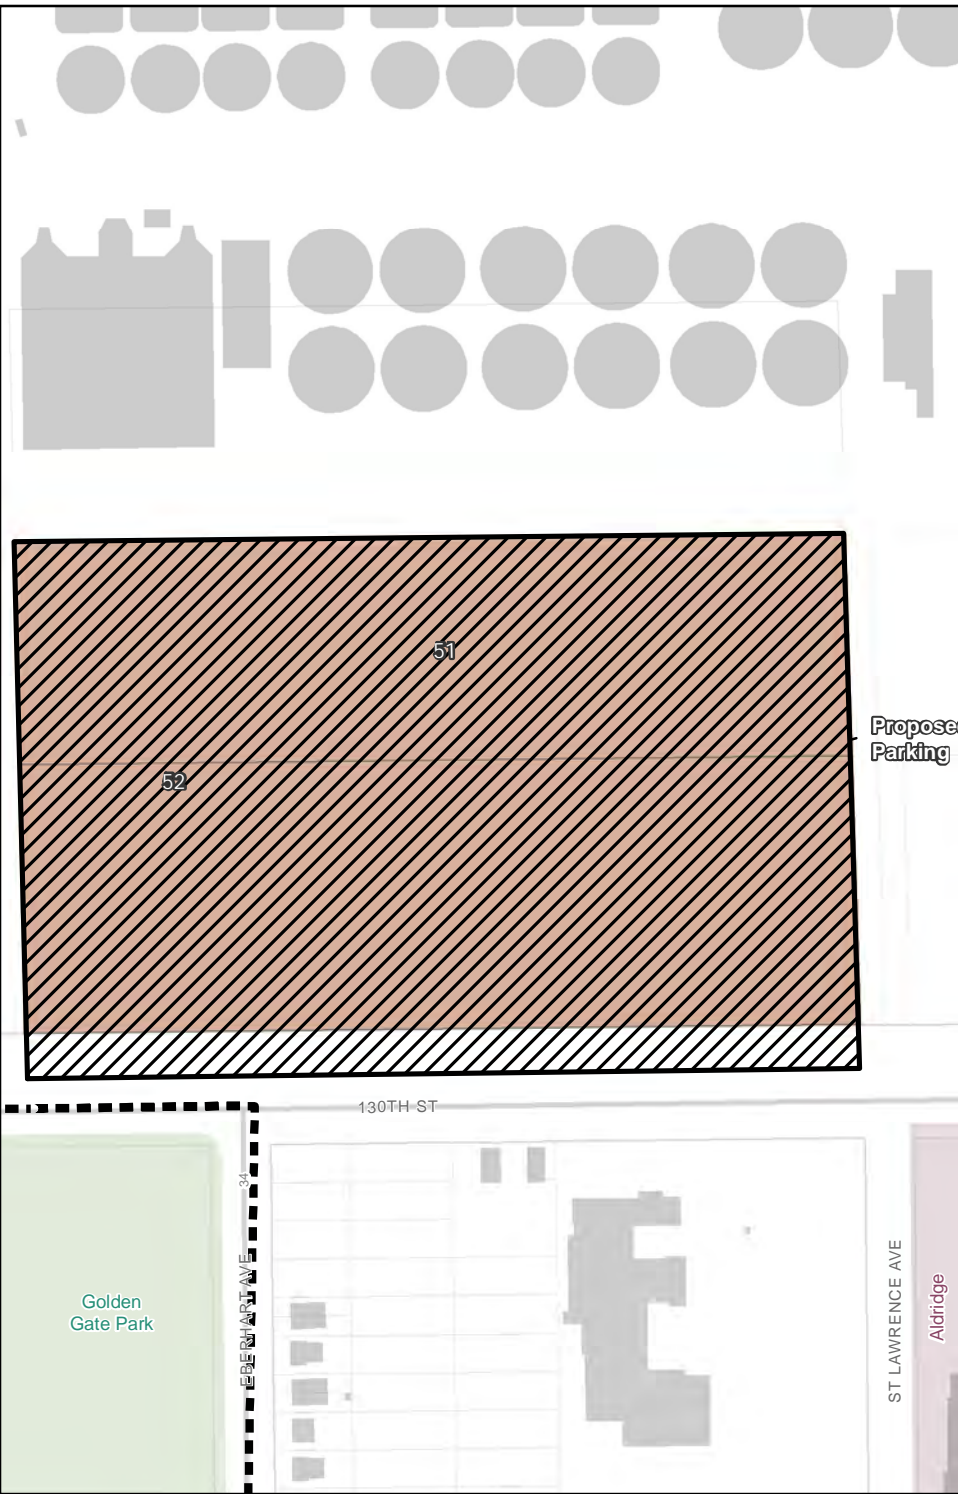 51
Propose
Parking
52
130TH ST
34
EBERHART AVE
Golden
Gate Park
ST LAWRENCE AVE
Aldridge